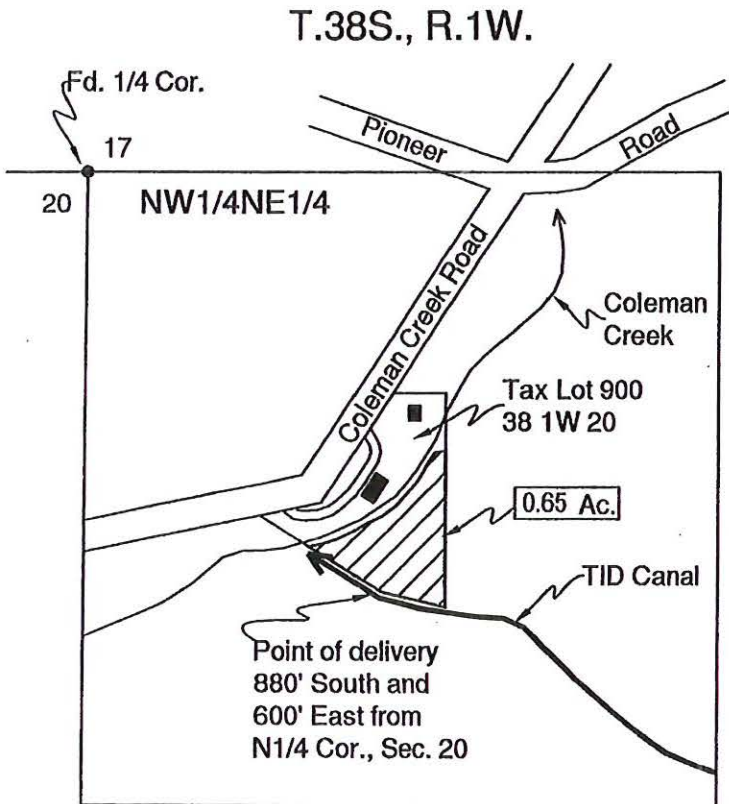 T.38S., R.1W.
Fd. 1/4 Cor.
17
20
NW1/4NE1/4
Pioneer
Road
Coleman Creek Road
Coleman
Creek
Tax Lot 900
38 1W 20
0.65 Ac.
TID Canal
Point of delivery
880' South and
600' East from
N1/4 Cor., Sec. 20